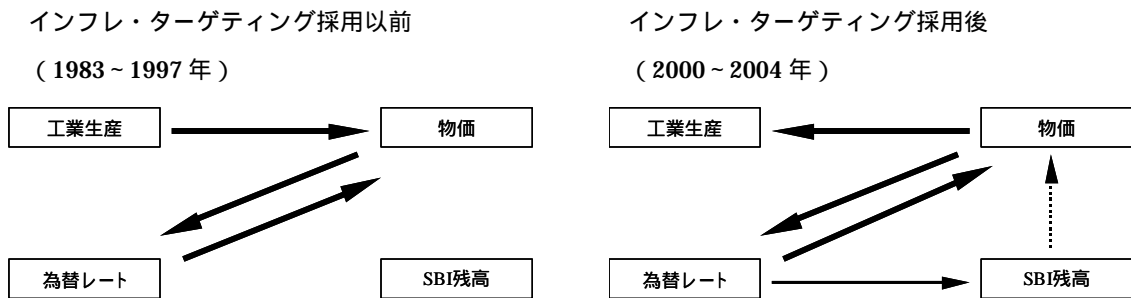 インフレ・ターゲティング採用以前
（1983~1997 年）
工業生産
物価
為替レート
SBI残高
インフレ・ターゲティング採用後
（2000~2004 年）
工業生産
物価
為替レート
SBI残高